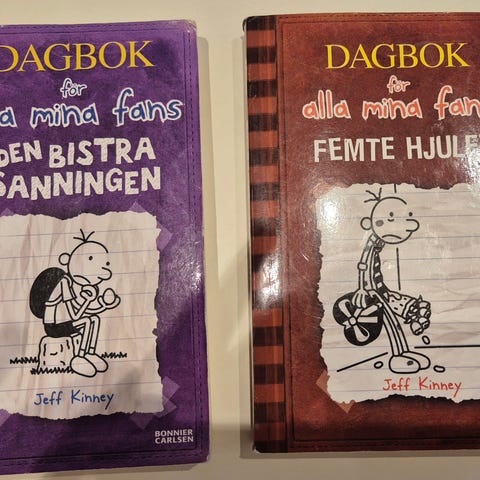 DAGBOK
för
a mina fans
DEN BISTRA
SANNINGEN
Jeff Kinney
BONNIER
CARLSEN
DAGBOK
för
alla mina fan
FEMTE HJULE
Jeff Kinney